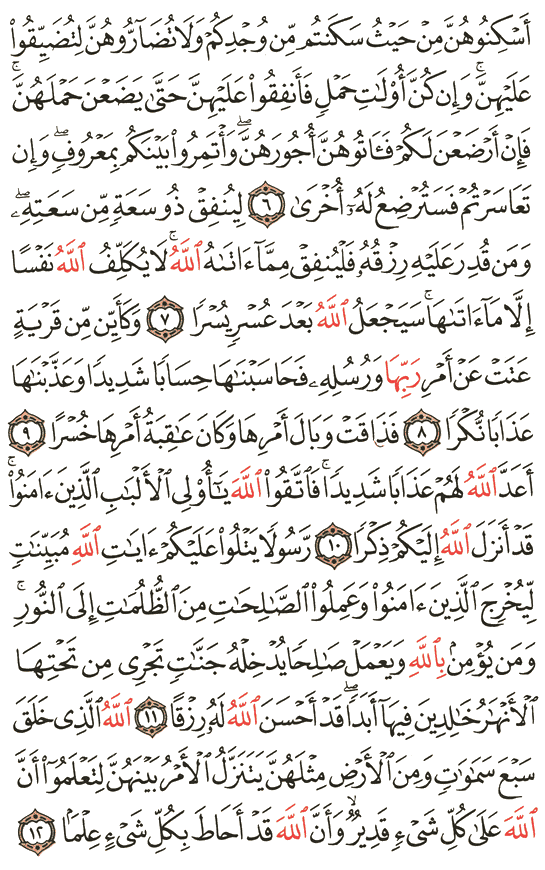 أَسۡكِنُوهُنَّ مِنۡ حَيۡثُ سَكَنتُم مِّن وُجۡدِكُمۡ وَلَا تُضَآرُّوهُنَّ لِتُضَيِّقُواْ
عَلَيۡهِنَّۚ وَإِن كُنَّ أُوْلَٰتِ حَمۡلٖ فَأَنفِقُواْ عَلَيۡهِنَّ حَتَّىٰ يَضَعۡنَ حَمۡلَهُنَّۚ
فَإِنۡ أَرۡضَعۡنَ لَكُمۡ فَـَٔاتُوهُنَّ أُجُورَهُنَّۖ وَأۡتَمِرُواْ بَيۡنَكُم بِمَعۡرُوفٖۖ وَإِن
تَعَاسَرۡتُمۡ فَسَتُرۡضِعُ لَهُۥٓ أُخۡرَىٰ ٦ لِيُنفِقۡ ذُو سَعَةٖ مِّن سَعَتِهِۦۖ
وَمَن قُدِرَ عَلَيۡهِ رِزۡقُهُۥ فَلۡيُنفِقۡ مِمَّآ ءَاتَىٰهُ ٱللَّهُۚ لَا يُكَلِّفُ ٱللَّهُ نَفۡسًا
إِلَّا مَآ ءَاتَىٰهَاۚ سَيَجۡعَلُ ٱللَّهُ بَعۡدَ عُسۡرٖ يُسۡرٗا ٧ وَكَأَيِّن مِّن قَرۡيَةٍ
عَتَتۡ عَنۡ أَمۡرِ رَبِّهَا وَرُسُلِهِۦ فَحَاسَبۡنَٰهَا حِسَابٗا شَدِيدٗا وَعَذَّبۡنَٰهَا
عَذَابٗا نُّكۡرٗا ٨ فَذَاقَتۡ وَبَالَ أَمۡرِهَا وَكَانَ عَٰقِبَةُ أَمۡرِهَا خُسۡرًا ٩
أَعَدَّ ٱللَّهُ لَهُمۡ عَذَابٗا شَدِيدٗاۖ فَٱتَّقُواْ ٱللَّهَ يَٰٓأُوْلِي ٱلۡأَلۡبَٰبِ ٱلَّذِينَ ءَامَنُواْۚ
قَدۡ أَنزَلَ ٱللَّهُ إِلَيۡكُمۡ ذِكۡرٗا ١٠ رَّسُولٗا يَتۡلُواْ عَلَيۡكُمۡ ءَايَٰتِ ٱللَّهِ مُبَيِّنَٰتٖ
لِّيُخۡرِجَ ٱلَّذِينَ ءَامَنُواْ وَعَمِلُواْ ٱلصَّٰلِحَٰتِ مِنَ ٱلظُّلُمَٰتِ إِلَى ٱلنُّورِۚ
وَمَن يُؤۡمِنۢ بِٱللَّهِ وَيَعۡمَلۡ صَٰلِحٗا يُدۡخِلۡهُ جَنَّٰتٖ تَجۡرِي مِن تَحۡتِهَا
ٱلۡأَنۡهَٰرُ خَٰلِدِينَ فِيهَآ أَبَدٗاۖ قَدۡ أَحۡسَنَ ٱللَّهُ لَهُۥ رِزۡقًا ١١ ٱللَّهُ ٱلَّذِي خَلَقَ
سَبۡعَ سَمَٰوَٰتٖ وَمِنَ ٱلۡأَرۡضِ مِثۡلَهُنَّۖ يَتَنَزَّلُ ٱلۡأَمۡرُ بَيۡنَهُنَّ لِتَعۡلَمُوٓاْ أَنَّ
ٱللَّهَ عَلَىٰ كُلِّ شَيۡءٖ قَدِيرٞ وَأَنَّ ٱللَّهَ قَدۡ أَحَاطَ بِكُلِّ شَيۡءٍ عِلۡمَۢا ١٢